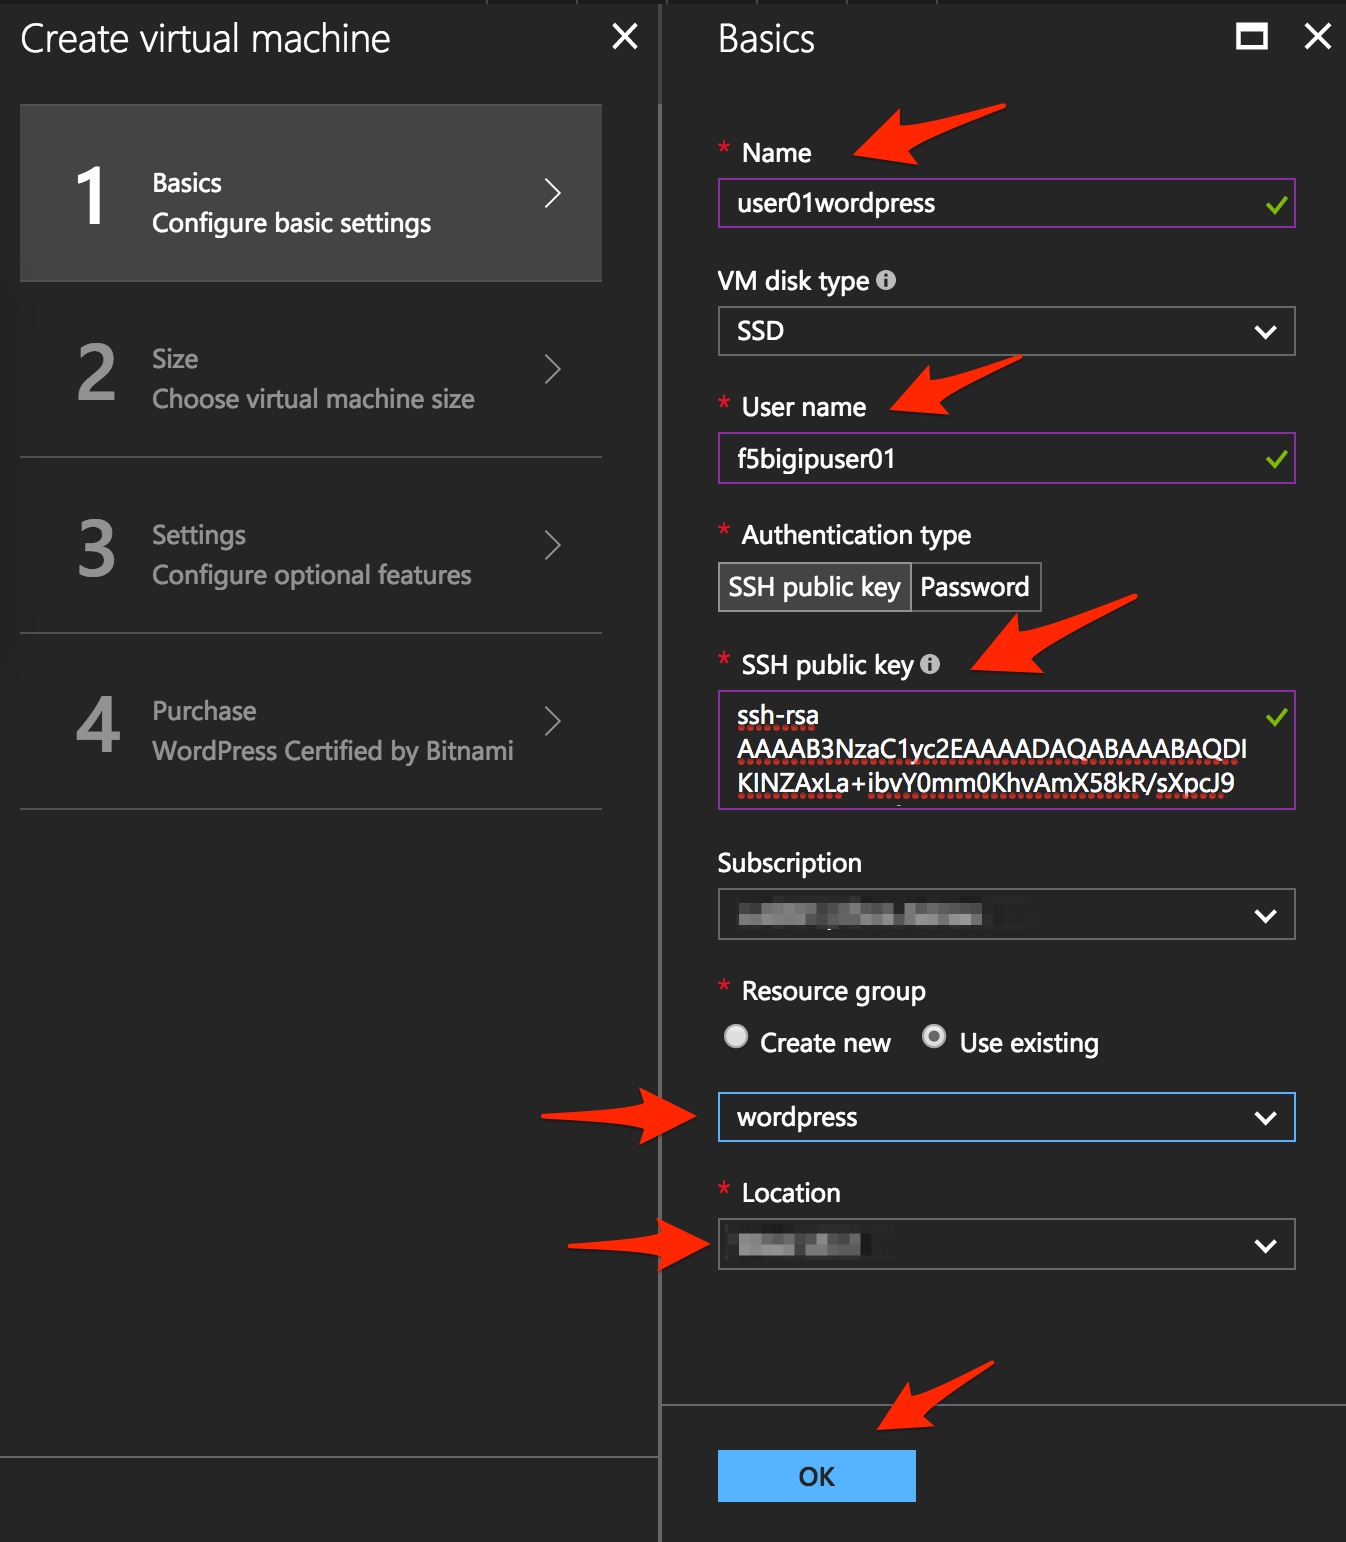 Create virtual machine
1
Basics
Configure basic settings
2
Size
Choose virtual machine size
3
Settings
Configure optional features
4
Purchase
WordPress Certified by Bitnami
Basics
* Name
user01wordpress
VM disk type
SSD
* User name
f5bigipuser01
* Authentication type
SSH public key Password
* SSH public key
ssh-rsa
AAAAB3NzaC1yc2EAAAADAQABAAABAQDI
KINZAxLa+ibvY0mm0KhvAmX58kR/sXpcJ9
Subscription
* Resource group
Create new Use existing
wordpress
* Location
OK